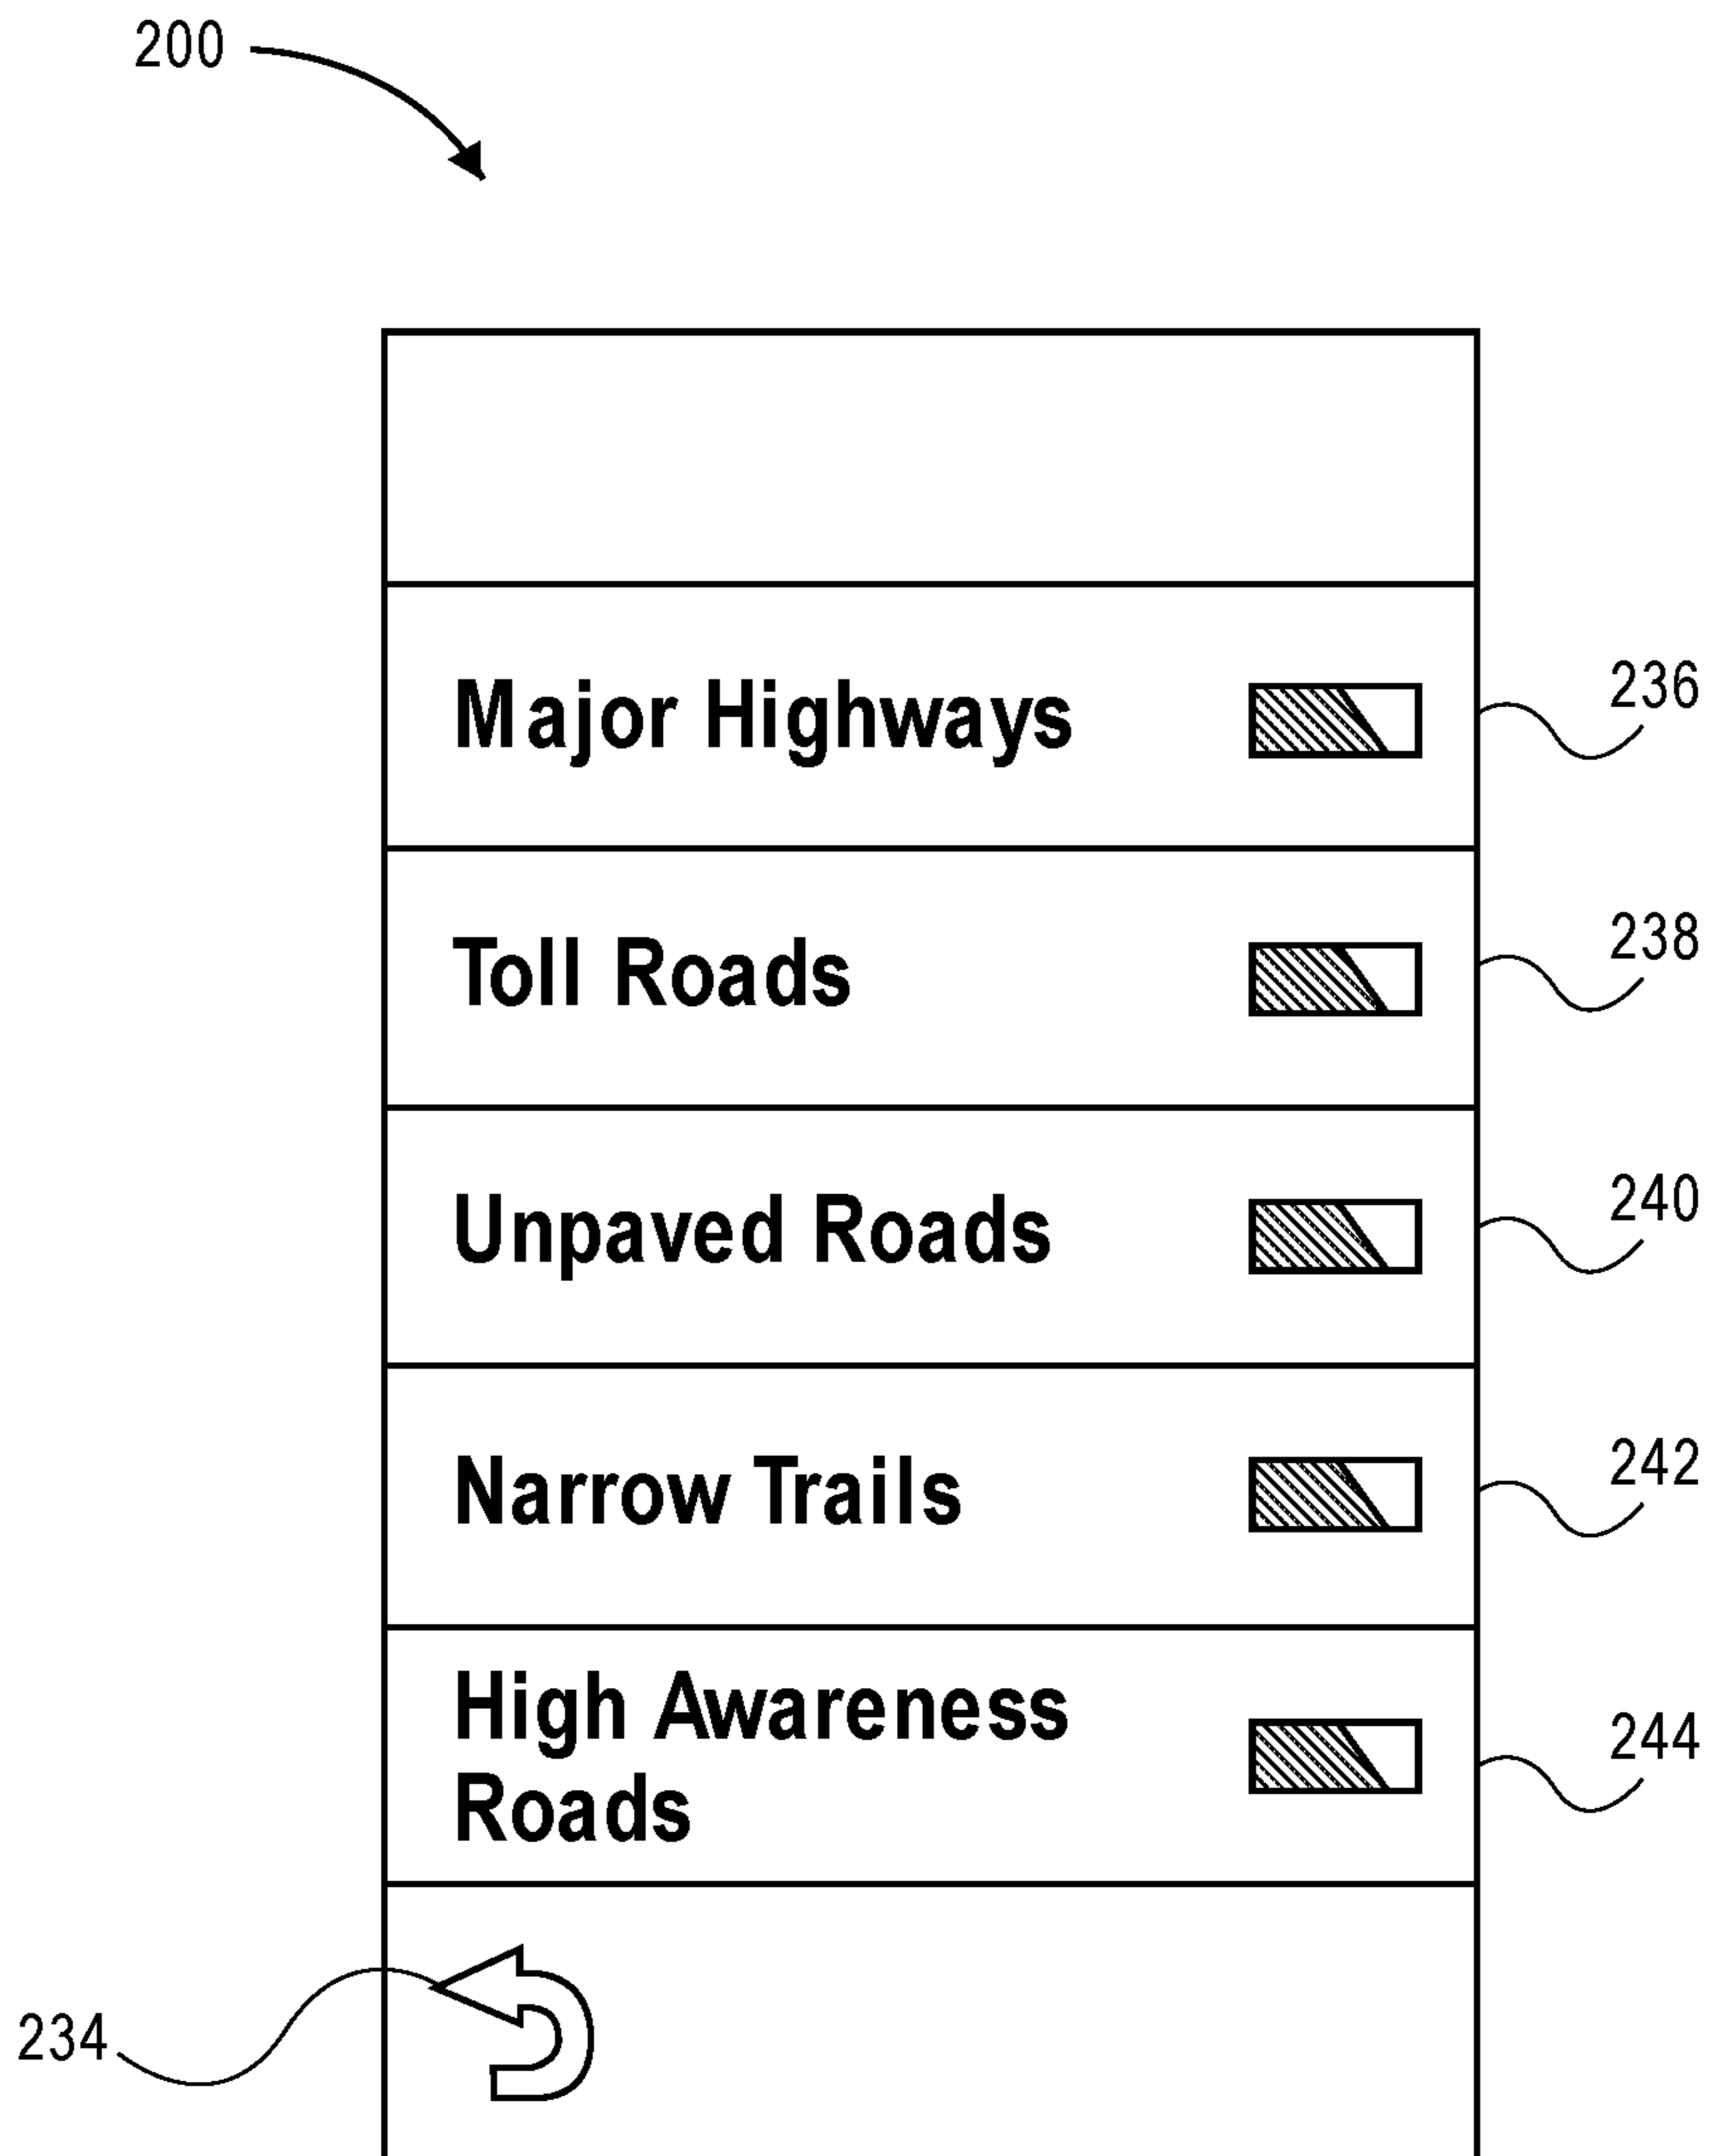 200
Major Highways
236
Toll Roads
238
Unpaved Roads
240
Narrow Trails
242
High Awareness
Roads
244
234